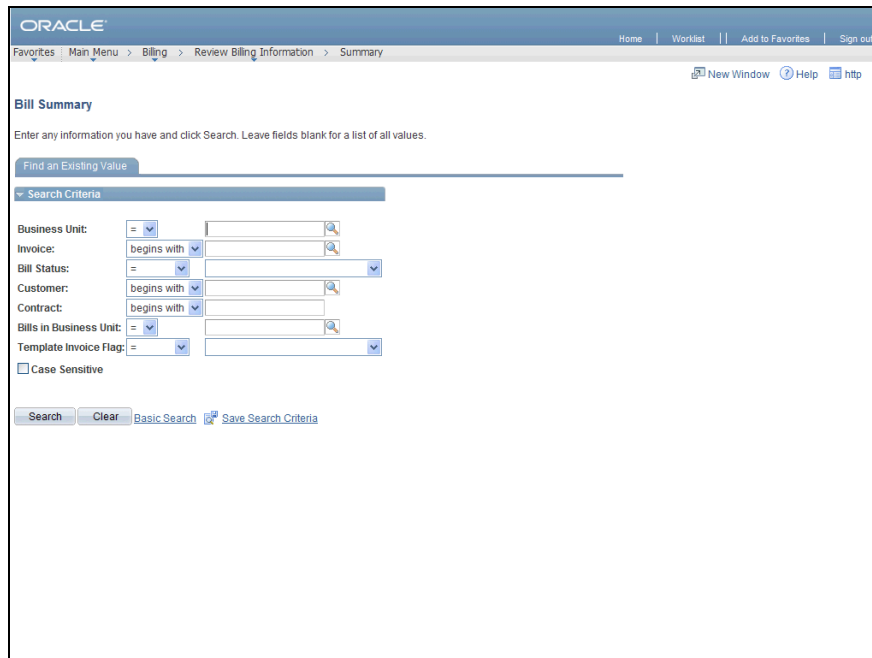 ORACLE
Home | Worklist || Add to Favorites | Sign out
Favorites Main Menu > Billing > Review Billing Information > Summary
New Window Help http
Bill Summary
Enter any information you have and click Search. Leave fields blank for a list of all values.
Find an Existing Value
Search Criteria
Business Unit: =
Invoice: begins with
Bill Status: =
Customer: begins with
Contract: begins with
Bills in Business Unit: =
Template Invoice Flag: =
Case Sensitive
Search Clear Basic Search Save Search Criteria